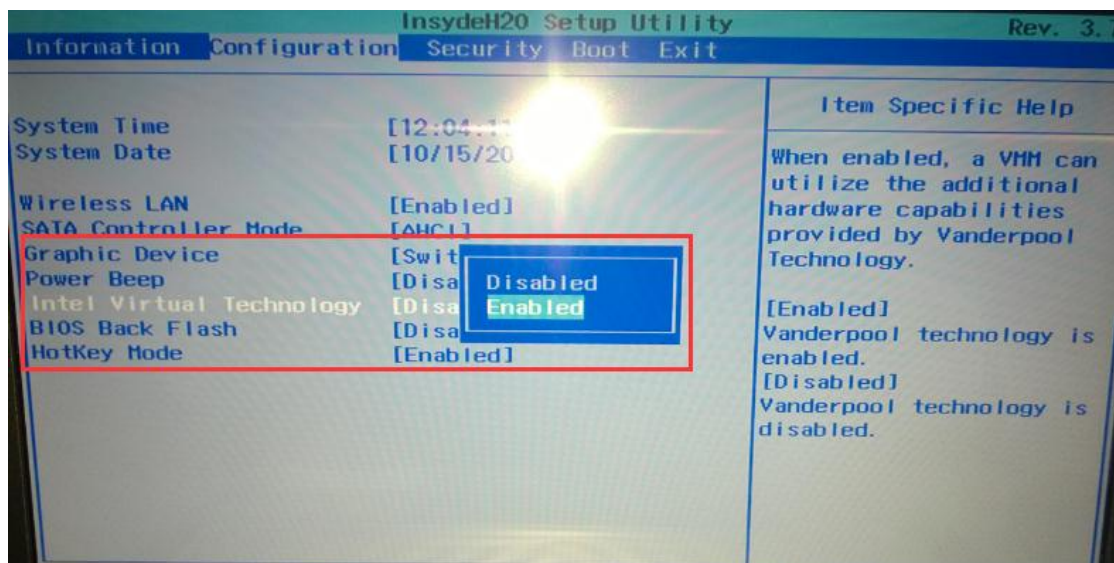 InsydeH20 Setup Utility Rev. 3.
Information Configuration Security Boot Exit
System Time [12:04:
System Date [10/15/20
Wireless LAN [Enabled]
SATA Controller Mode [AHCI]
Graphic Device [Swit
Power Beep [Disa
Intel Virtual Technology [Disa
BIOS Back Flash [Disa
HotKey Mode [Enabled]
Disabled
Enabled
Item Specific Help
When enabled, a VMM can
utilize the additional
hardware capabilities
provided by Vanderpool
Technology.
[Enabled]
Vanderpool technology is
enabled.
[Disabled]
Vanderpool technology is
disabled.